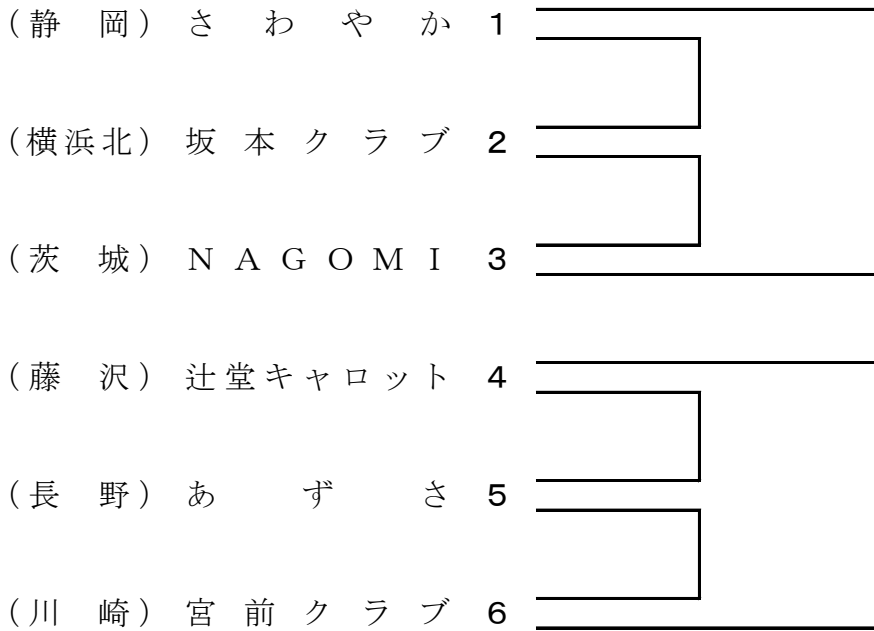 (静岡) さわやか 1
(横浜北) 坂本クラブ 2
(茨城) NAGOMI 3
(藤沢) 辻堂キャロット 4
(長野) あずさ 5
(川崎) 宮前クラブ 6